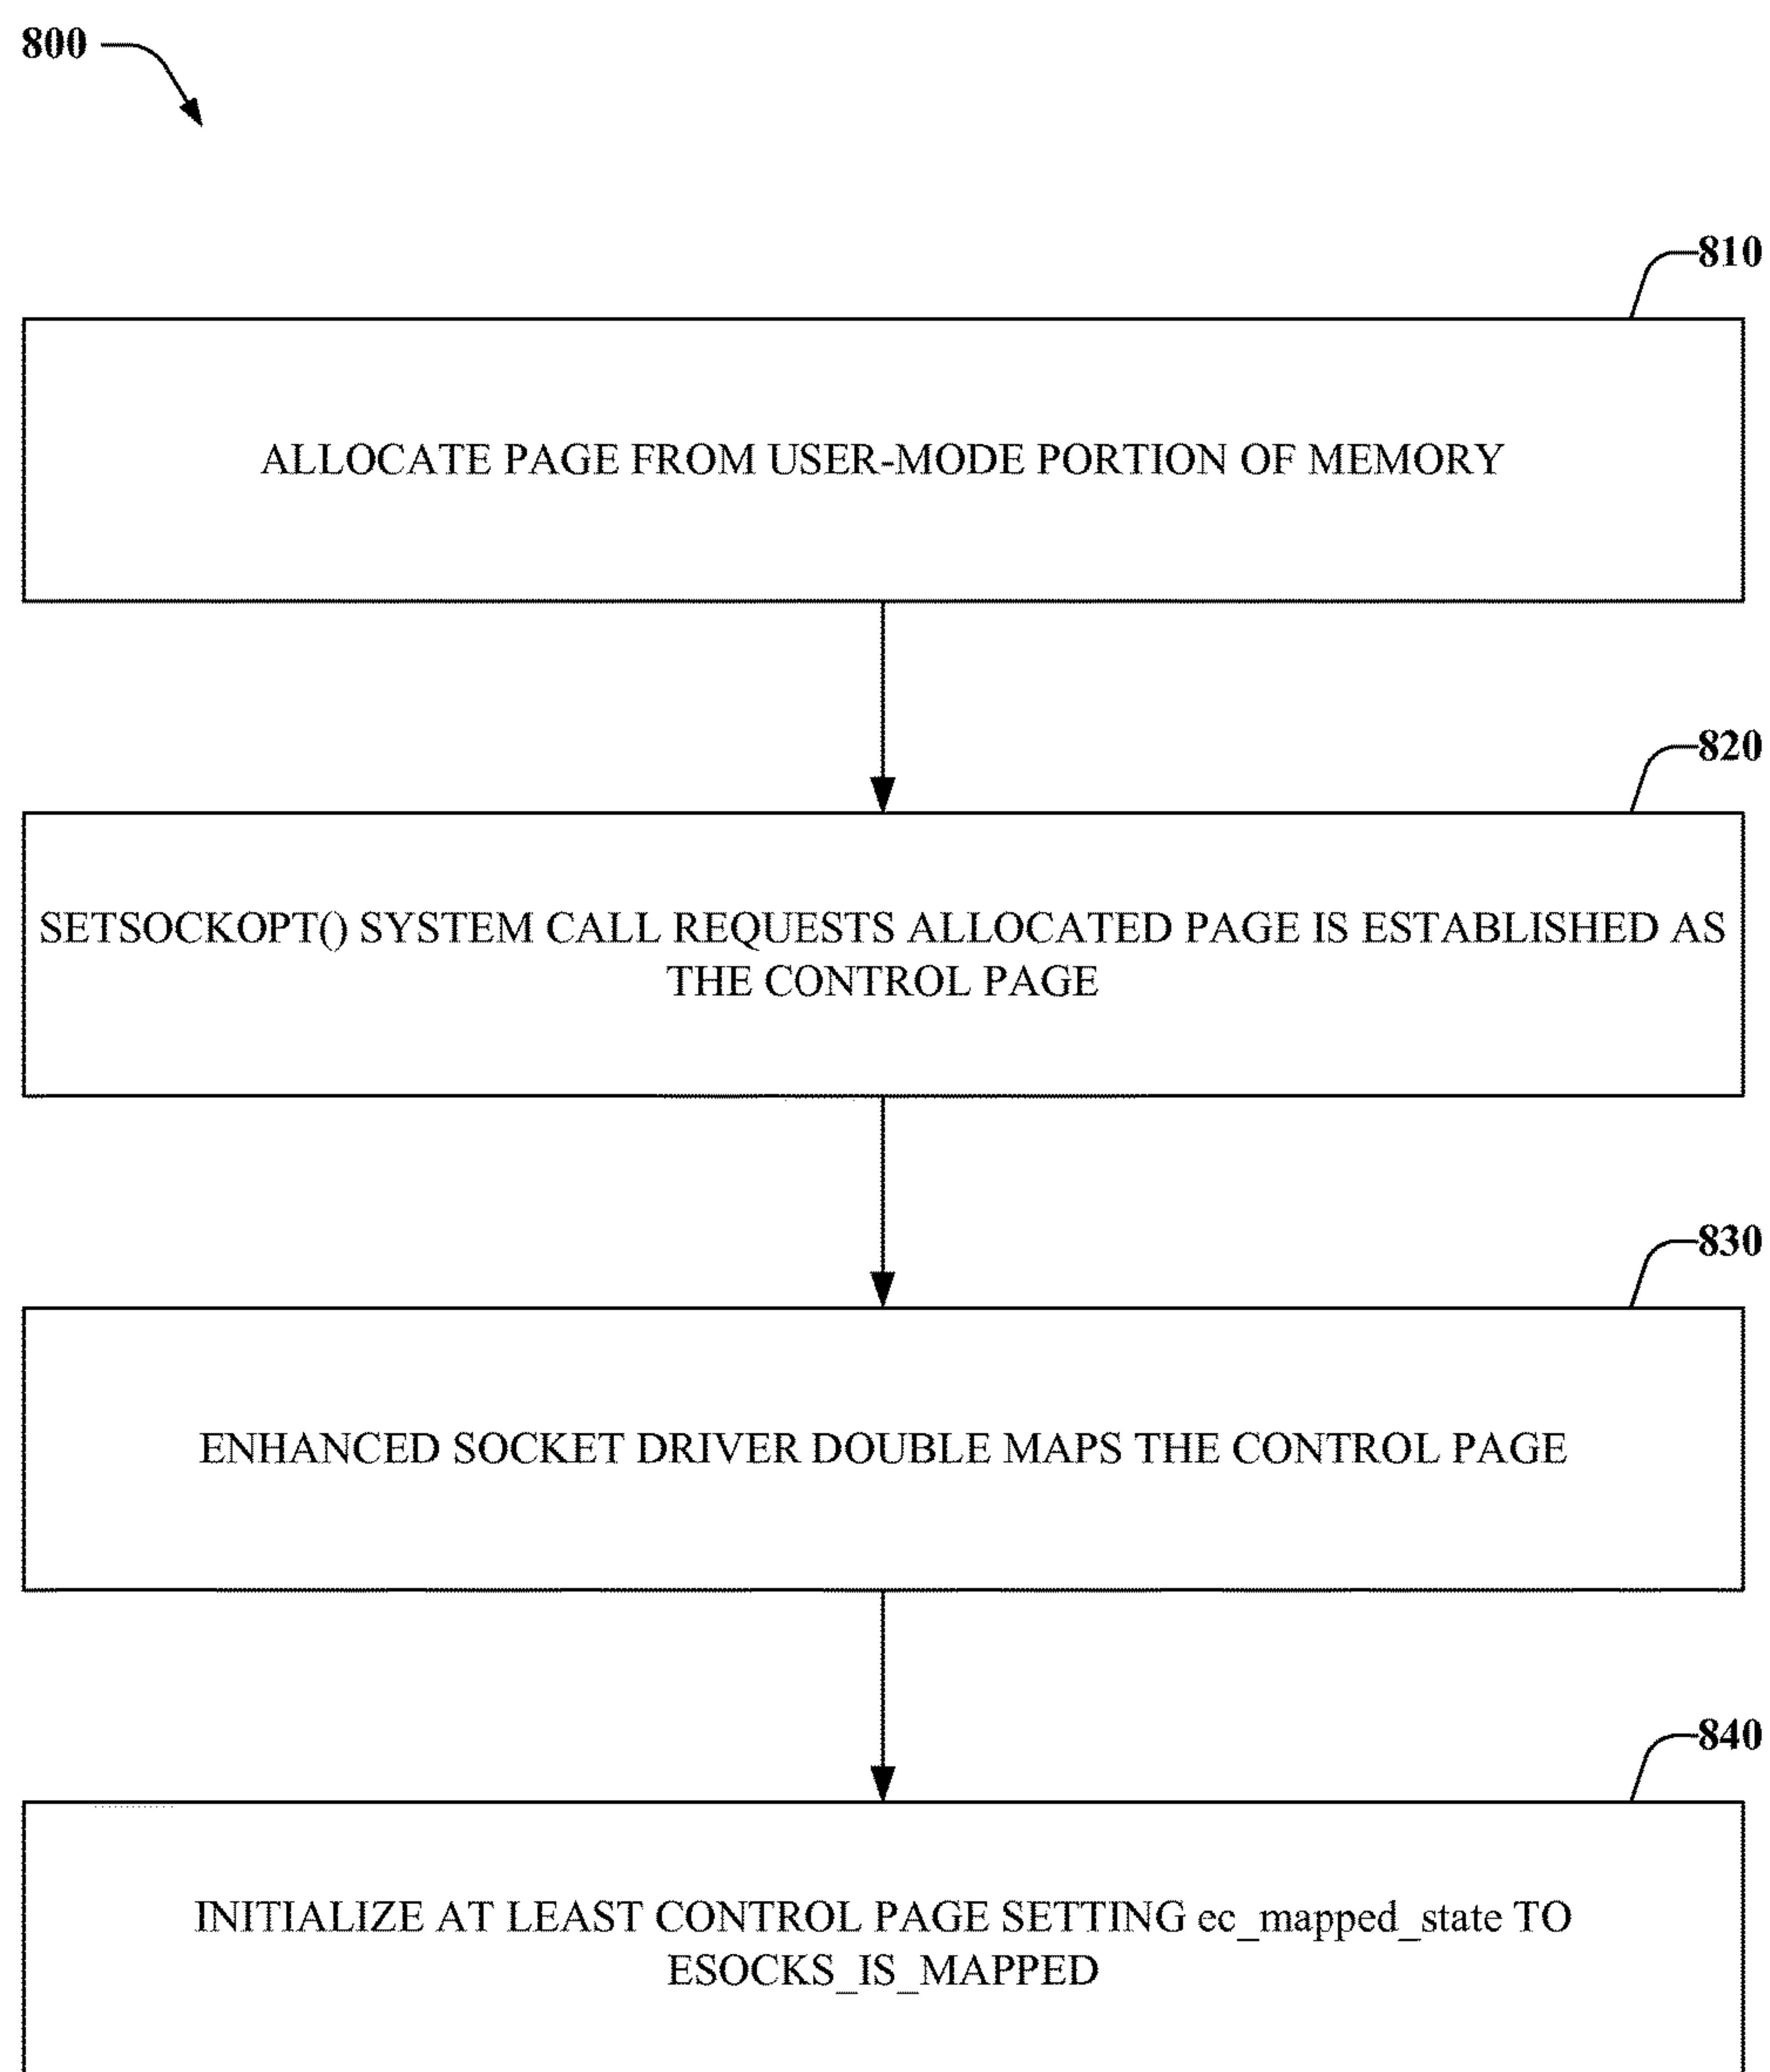 800
810
ALLOCATE PAGE FROM USER-MODE PORTION OF MEMORY
820
SETSOCKOPT() SYSTEM CALL REQUESTS ALLOCATED PAGE IS ESTABLISHED AS
THE CONTROL PAGE
830
ENHANCED SOCKET DRIVER DOUBLE MAPS THE CONTROL PAGE
840
INITIALIZE AT LEAST CONTROL PAGE SETTING ec_mapped_state TO
ESOCKS_IS_MAPPED